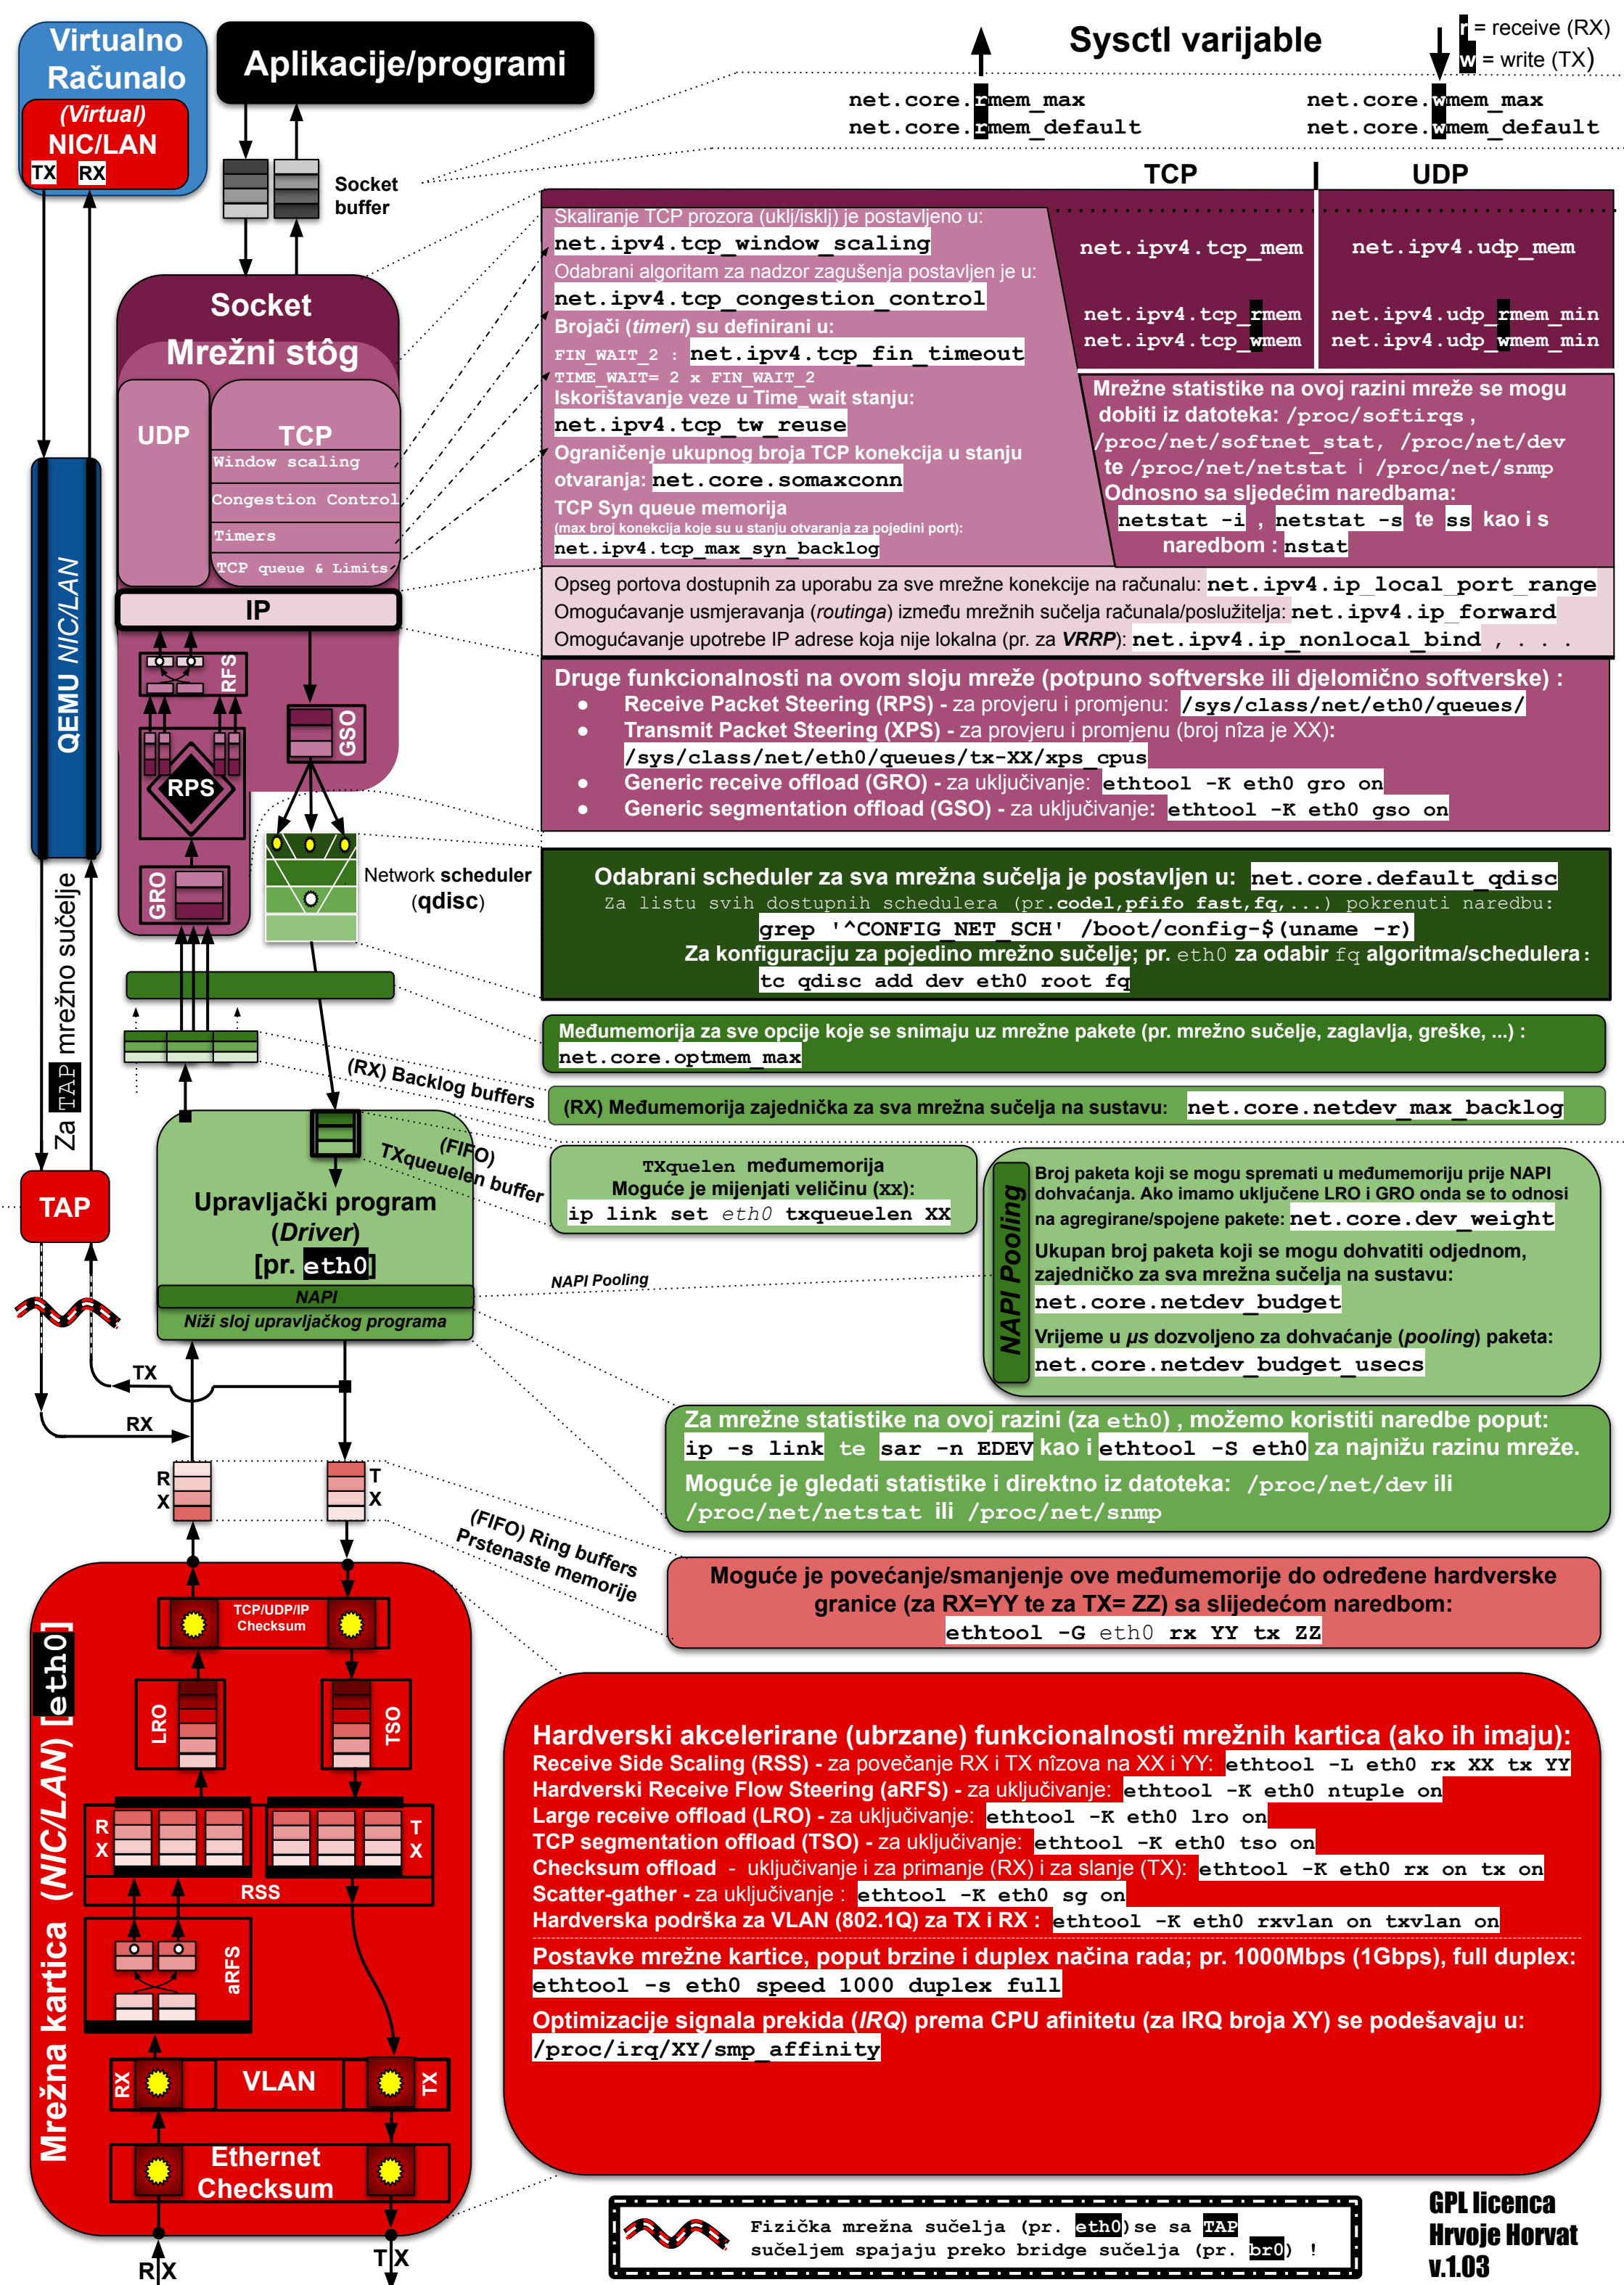 Virtualno
Računalo
(Virtual)
NIC/LAN
TX RX
Aplikacije/programi
Socket
buffer
Sysctl varijable
r = receive (RX)
w = write (TX)
net.core.rmem_max
net.core.rmem_default
net.core.wmem_max
net.core.wmem_default
TCP | UDP
Socket
Mrežni stôg
UDP
TCP
Window scaling
Congestion Control
Timers
TCP queue & Limits
IP
RFS
RPS
GRO
GSO
Skaliranje TCP prozora (uklj/isklj) je postavljeno u:
net.ipv4.tcp_window_scaling
Odabrani algoritam za nadzor zagušenja postavljen je u:
net.ipv4.tcp_congestion_control
Brojači (timeri) su definirani u:
FIN_WAIT_2 : net.ipv4.tcp_fin_timeout
TIME_WAIT= 2 x FIN_WAIT_2
Iskorištavanje veze u Time_wait stanju:
net.ipv4.tcp_tw_reuse
Ograničenje ukupnog broja TCP konekcija u stanju
otvaranja: net.core.somaxconn
TCP Syn queue memorija
(max broj konekcija koje su u stanju otvaranja za pojedini port):
net.ipv4.tcp_max_syn_backlog
net.ipv4.tcp_mem
net.ipv4.udp_mem
net.ipv4.tcp_rmem
net.ipv4.tcp_wmem
net.ipv4.udp_rmem_min
net.ipv4.udp_wmem_min
Mrežne statistike na ovoj razini mreže se mogu
dobiti iz datoteka: /proc/softirqs ,
/proc/net/softnet_stat, /proc/net/dev
te /proc/net/netstat i /proc/net/snmp
Odnosno sa sljedećim naredbama:
netstat -i , netstat -s te ss kao i s
naredbom : nstat
Opseg portova dostupnih za uporabu za sve mrežne konekcije na računalu: net.ipv4.ip_local_port_range
Omogućavanje usmjeravanja (routinga) između mrežnih sučelja računala/poslužitelja: net.ipv4.ip_forward
Omogućavanje upotrebe IP adrese koja nije lokalna (pr. za VRRP): net.ipv4.ip_nonlocal_bind , . . .
Druge funkcionalnosti na ovom sloju mreže (potpuno softverske ili djelomično softverske) :
● Receive Packet Steering (RPS) - za provjeru i promjenu: /sys/class/net/eth0/queues/
● Transmit Packet Steering (XPS) - za provjeru i promjenu (broj nîza je XX):
/sys/class/net/eth0/queues/tx-XX/xps_cpus
● Generic receive offload (GRO) - za uključivanje: ethtool -K eth0 gro on
● Generic segmentation offload (GSO) - za uključivanje: ethtool -K eth0 gso on
QEMU NIC/LAN
Za TAP mrežno sučelje
Network scheduler
(qdisc)
Odabrani scheduler za sva mrežna sučelja je postavljen u: net.core.default_qdisc
Za listu svih dostupnih schedulera (pr.codel,pfifo fast,fq,...) pokrenuti naredbu:
grep '^CONFIG_NET_SCH' /boot/config-$(uname -r)
Za konfiguraciju za pojedino mrežno sučelje; pr. eth0 za odabir fq algoritma/schedulera:
tc qdisc add dev eth0 root fq
Međumemorija za sve opcije koje se snimaju uz mrežne pakete (pr. mrežno sučelje, zaglavlja, greške, ...) :
net.core.optmem_max
(RX) Backlog buffers
(RX) Međumemorija zajednička za sva mrežna sučelja na sustavu: net.core.netdev_max_backlog
(FIFO)
TXqueuelen buffer
TXquelen međumemorija
Moguće je mijenjati veličinu (XX):
ip link set eth0 txqueuelen XX
TAP
Upravljački program
(Driver)
[pr. eth0]
NAPI
Niži sloj upravljačkog programa
NAPI Pooling
NAPI Pooling
Broj paketa koji se mogu spremati u međumemoriju prije NAPI
dohvaćanja. Ako imamo uključene LRO i GRO onda se to odnosi
na agregirane/spojene pakete: net.core.dev_weight
Ukupan broj paketa koji se mogu dohvatiti odjednom,
zajedničko za sva mrežna sučelja na sustavu:
net.core.netdev_budget
Vrijeme u µs dozvoljeno za dohvaćanje (pooling) paketa:
net.core.netdev_budget_usecs
TX
RX
Za mrežne statistike na ovoj razini (za eth0) , možemo koristiti naredbe poput:
ip -s link te sar -n EDEV kao i ethtool -S eth0 za najnižu razinu mreže.
Moguće je gledati statistike i direktno iz datoteka: /proc/net/dev ili
/proc/net/netstat ili /proc/net/snmp
RX
TX
(FIFO) Ring buffers
Prstenaste memorije
Moguće je povećanje/smanjenje ove međumemorije do određene hardverske
granice (za RX=YY te za TX= ZZ) sa slijedećom naredbom:
ethtool -G eth0 rx YY tx ZZ
Mrežna kartica (NIC/LAN) [eth0]
TCP/UDP/IP
Checksum
LRO
TSO
RX
TX
RSS
aRFS
RX
VLAN
TX
Ethernet
Checksum
RX
TX
Hardverski akcelerirane (ubrzane) funkcionalnosti mrežnih kartica (ako ih imaju):
Receive Side Scaling (RSS) - za povečanje RX i TX nîzova na XX i YY: ethtool -L eth0 rx XX tx YY
Hardverski Receive Flow Steering (aRFS) - za uključivanje: ethtool -K eth0 ntuple on
Large receive offload (LRO) - za uključivanje: ethtool -K eth0 lro on
TCP segmentation offload (TSO) - za uključivanje: ethtool -K eth0 tso on
Checksum offload - uključivanje i za primanje (RX) i za slanje (TX): ethtool -K eth0 rx on tx on
Scatter-gather - za uključivanje : ethtool -K eth0 sg on
Hardverska podrška za VLAN (802.1Q) za TX i RX : ethtool -K eth0 rxvlan on txvlan on
Postavke mrežne kartice, poput brzine i duplex načina rada; pr. 1000Mbps (1Gbps), full duplex:
ethtool -s eth0 speed 1000 duplex full
Optimizacije signala prekida (IRQ) prema CPU afinitetu (za IRQ broja XY) se podešavaju u:
/proc/irq/XY/smp_affinity
Fizička mrežna sučelja (pr. eth0)se sa TAP
sučeljem spajaju preko bridge sučelja (pr. br0) !
GPL licenca
Hrvoje Horvat
v.1.03